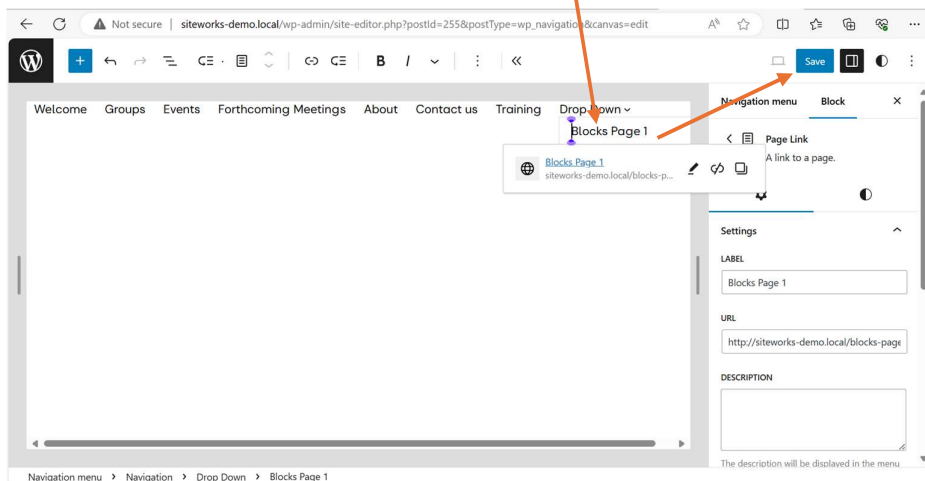 Not secure | siteworks-demo.local/wp-admin/site-editor.php?postId=255&postType=wp_navigation&canvas=edit
B I
Save
Welcome Groups Events Forthcoming Meetings About Contact us Training Drop Down
Blocks Page 1
Blocks Page 1
siteworks-demo.local/blocks-p...
Navigation menu Block
Page Link
A link to a page.
Settings
LABEL
Blocks Page 1
URL
http://siteworks-demo.local/blocks-page
DESCRIPTION
The description will be displayed in the menu
Navigation menu > Navigation > Drop Down > Blocks Page 1